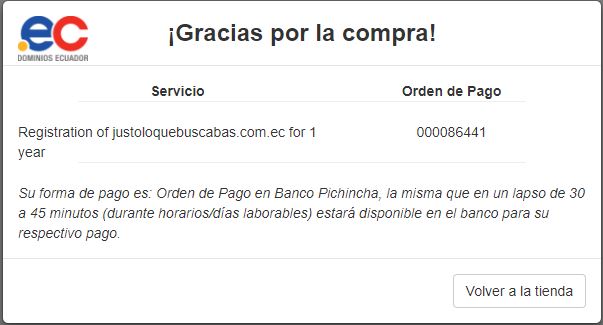 .ec
DOMINIOS ECUADOR
¡Gracias por la compra!
Servicio
Orden de Pago
Registration of justoloquebuscabas.com.ec for 1
year
000086441
Su forma de pago es: Orden de Pago en Banco Pichincha, la misma que en un lapso de 30
a 45 minutos (durante horarios/días laborables) estará disponible en el banco para su
respectivo pago.
Volver a la tienda